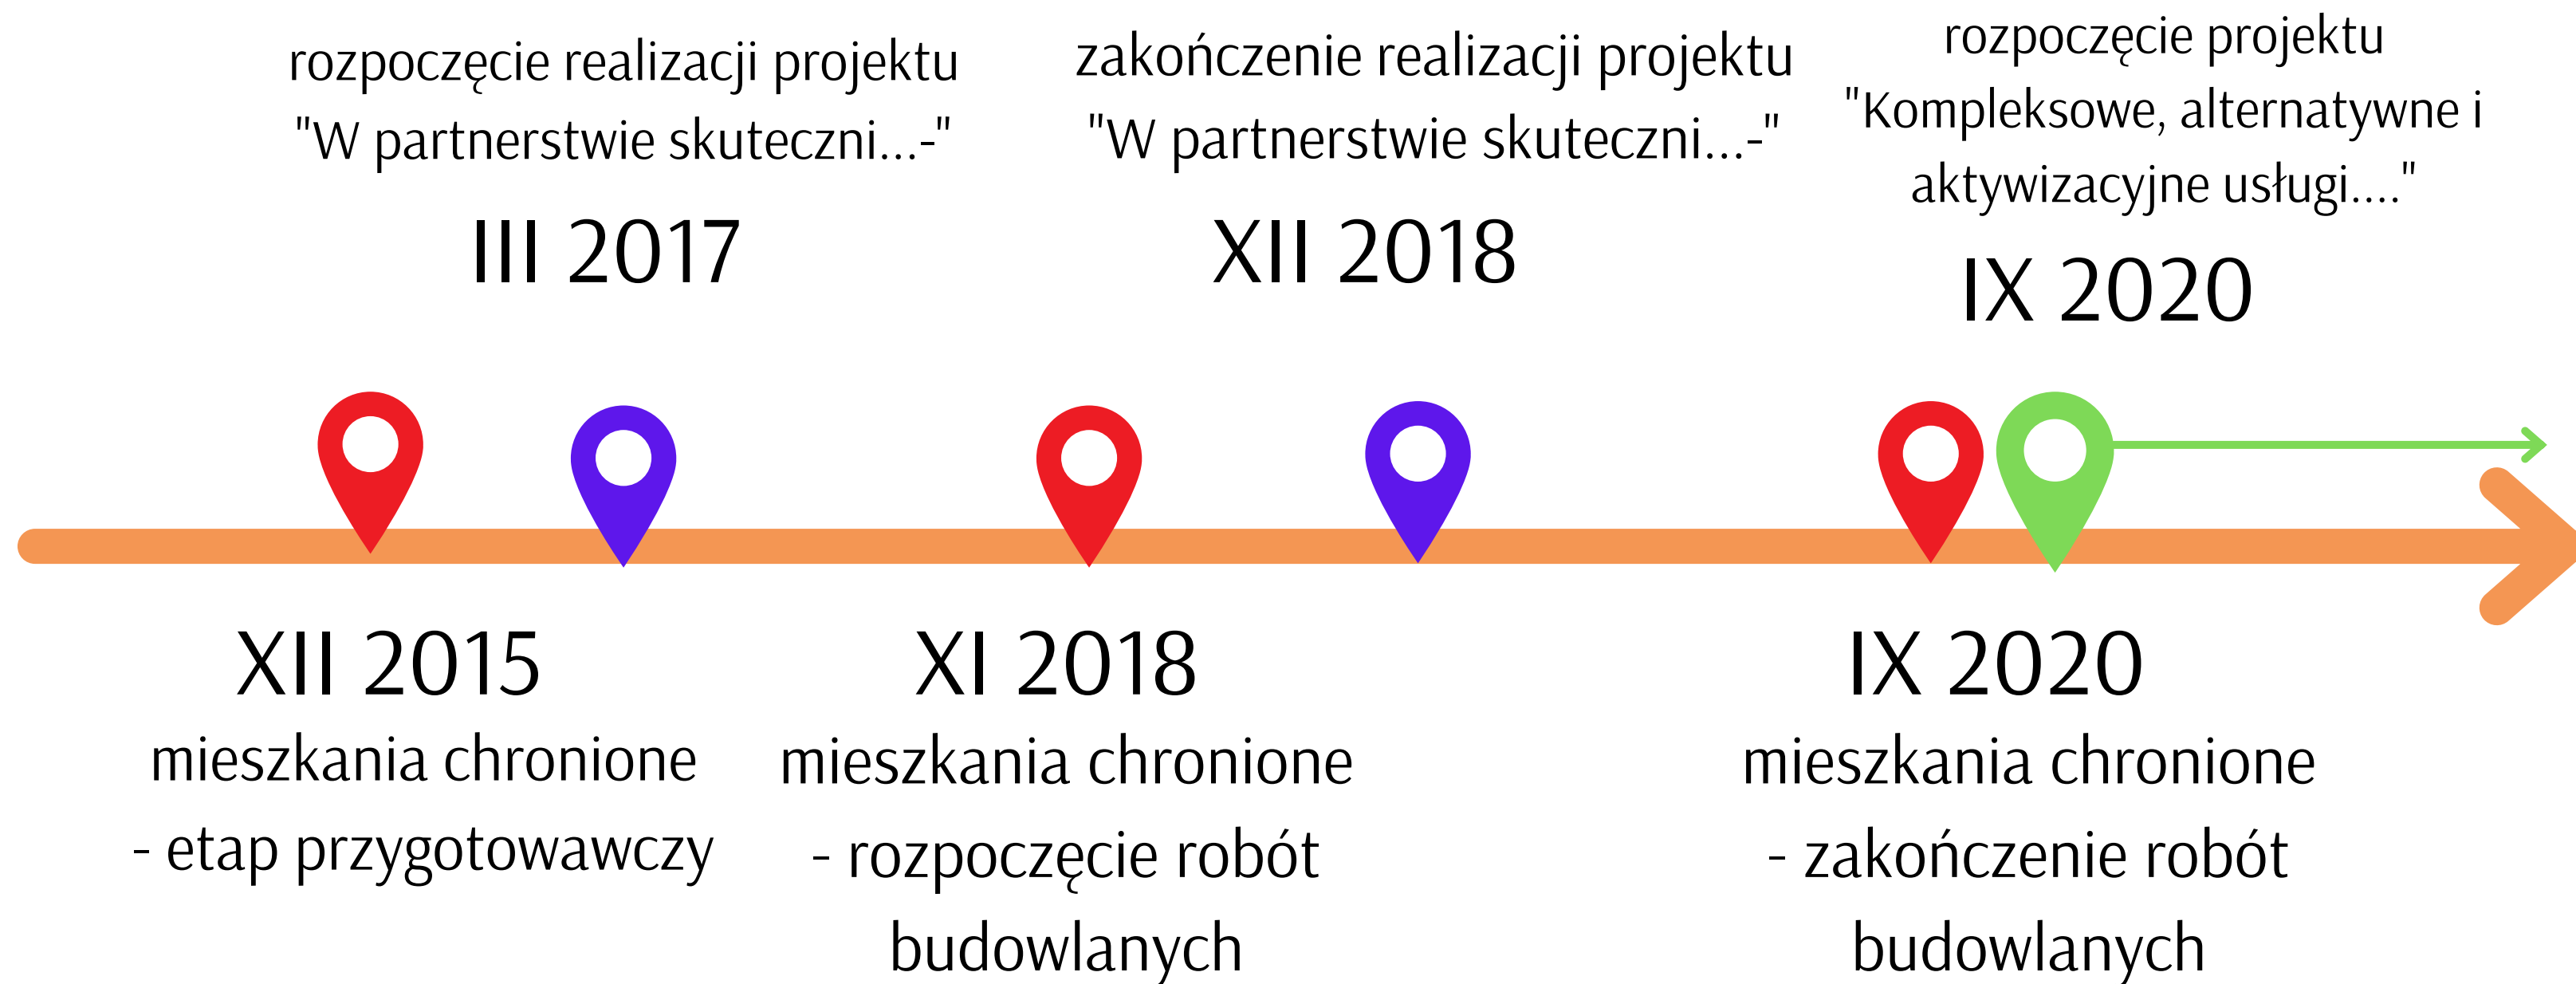 rozpoczęcie realizacji projektu
"W partnerstwie skuteczni...-"
III 2017
zakończenie realizacji projektu
"W partnerstwie skuteczni...-"
XII 2018
rozpoczęcie projektu
"Kompleksowe, alternatywne i
aktywizacyjne usługi...."
IX 2020
XII 2015
mieszkania chronione
- etap przygotowawczy
XI 2018
mieszkania chronione
- rozpoczęcie robót
budowlanych
IX 2020
mieszkania chronione
- zakończenie robót
budowlanych